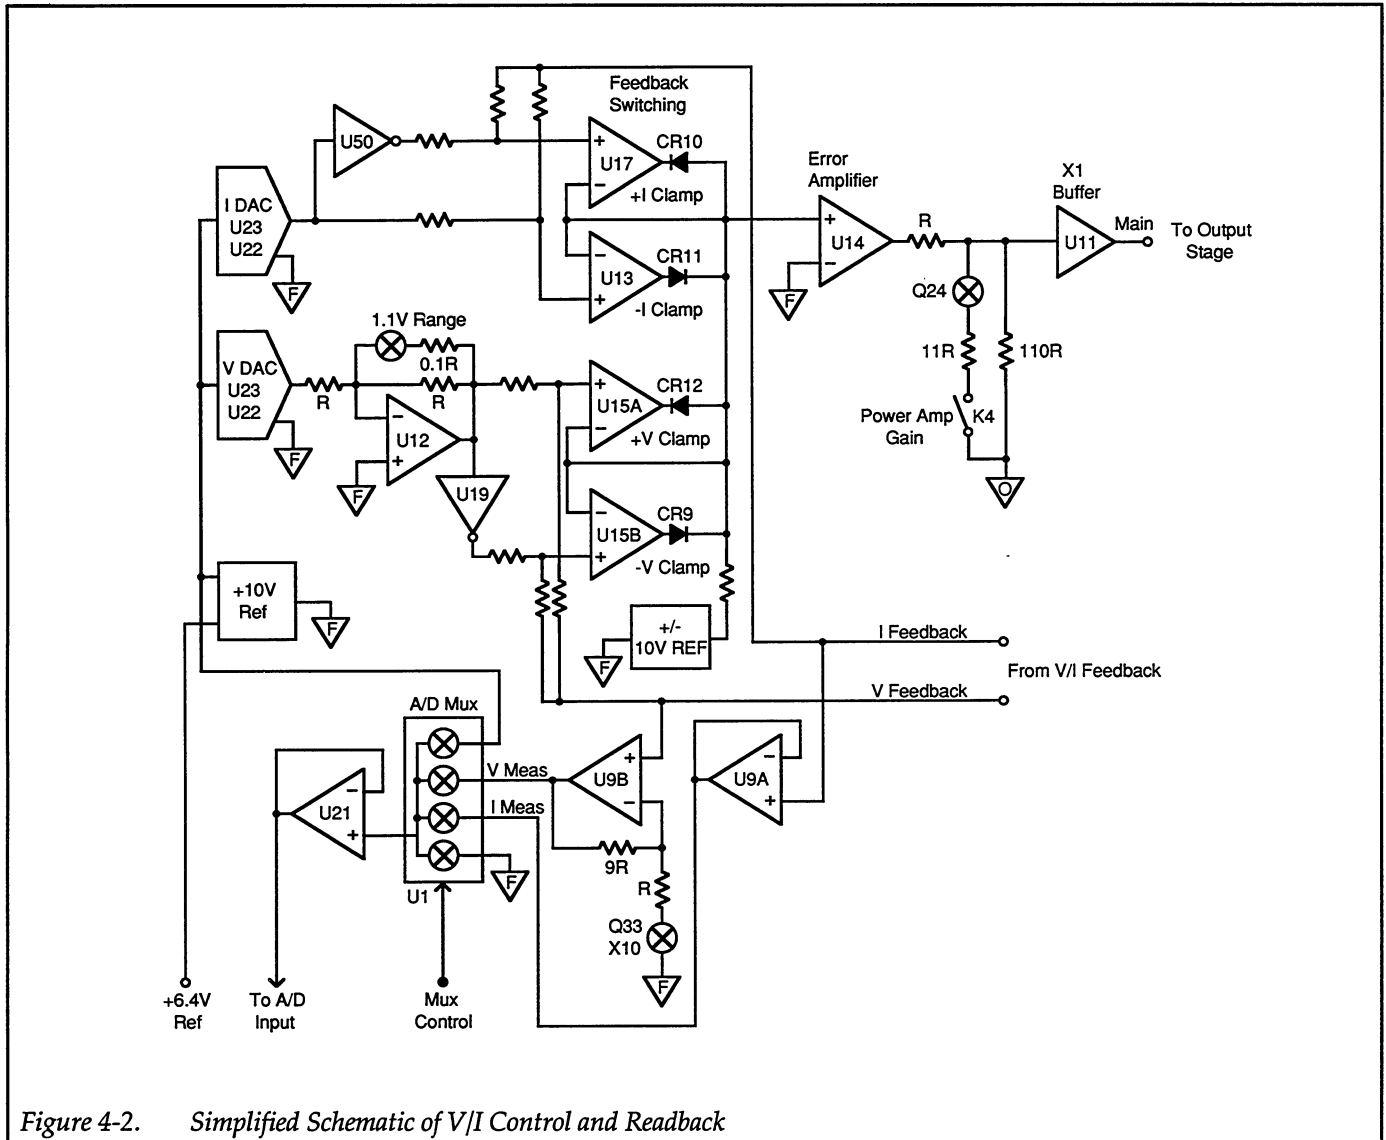 Feedback
Switching
U50
+
U17
−
CR10
+I Clamp
I DAC
U23
U22
F
−
U13
+
CR11
-I Clamp
Error
Amplifier
+
U14
−
F
R
X1
Buffer
U11
Main
To Output
Stage
Q24
11R
110R
Power Amp
Gain
K4
O
1.1V Range
0.1R
V DAC
U23
U22
F
R
R
−
U12
+
F
U19
+
U15A
−
CR12
+V Clamp
−
U15B
+
CR9
-V Clamp
+10V
Ref
F
+/-
10V REF
F
I Feedback
From V/I Feedback
V Feedback
A/D Mux
V Meas
I Meas
U1
F
−
U21
+
+
U9B
−
−
U9A
+
9R
R
Q33
X10
F
+6.4V
Ref
To A/D
Input
Mux
Control
Figure 4-2. Simplified Schematic of V/I Control and Readback